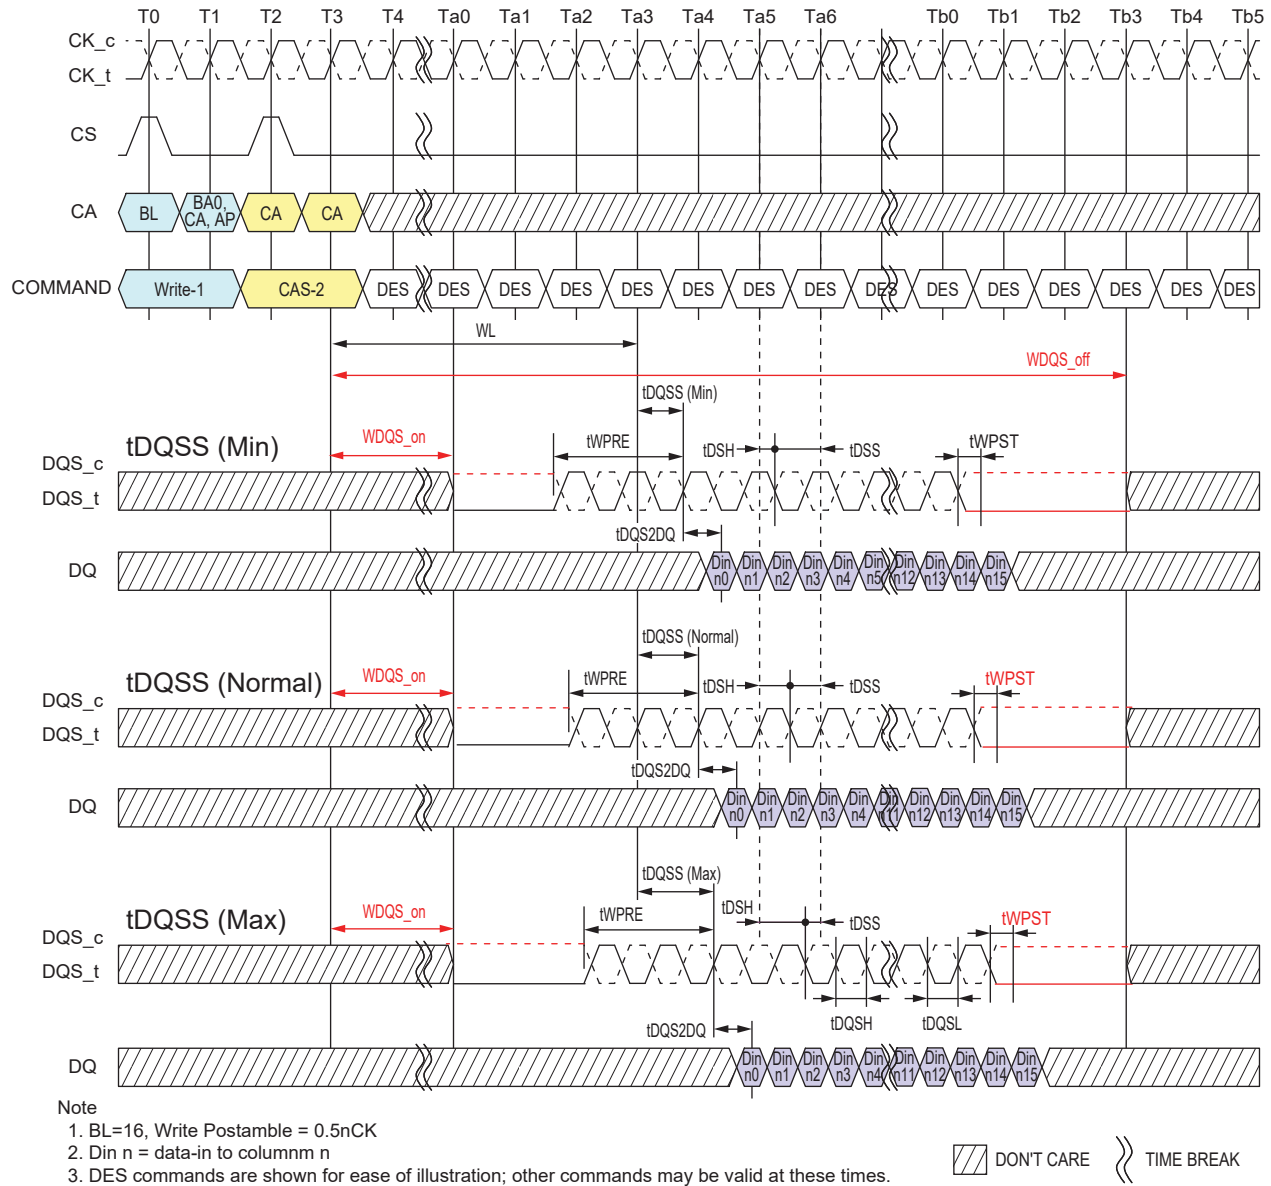 T0 T1 T2 T3 T4 Ta0 Ta1 Ta2 Ta3 Ta4 Ta5 Ta6 Tb0 Tb1 Tb2 Tb3 Tb4 Tb5
CK_c
CK_t
CS
CA BL BA0, CA, AP CA CA
COMMAND Write-1 CAS-2 DES DES DES DES DES DES DES DES DES DES DES DES DES DES DES
WL
WDQS_off
tDQSS (Min)
tDQSS (Min) WDQS_on tWPRE tDSH tDSS tWPST
DQS_c
DQS_t
tDQS2DQ
DQ Din n0 Din n1 Din n2 Din n3 Din n4 Din n5 Din n12 Din n13 Din n14 Din n15
tDQSS (Normal)
tDQSS (Normal) WDQS_on tWPRE tDSH tDSS tWPST
DQS_c
DQS_t
tDQS2DQ
DQ Din n0 Din n1 Din n2 Din n3 Din n4 Din n11 Din n12 Din n13 Din n14 Din n15
tDQSS (Max)
tDQSS (Max) WDQS_on tWPRE tDSH tDSS tWPST
DQS_c
DQS_t
tDQSH tDQSL
tDQS2DQ
DQ Din n0 Din n1 Din n2 Din n3 Din n4 Din n11 Din n12 Din n13 Din n14 Din n15
Note
1. BL=16, Write Postamble = 0.5nCK
2. Din n = data-in to columnm n
3. DES commands are shown for ease of illustration; other commands may be valid at these times.
DON'T CARE TIME BREAK